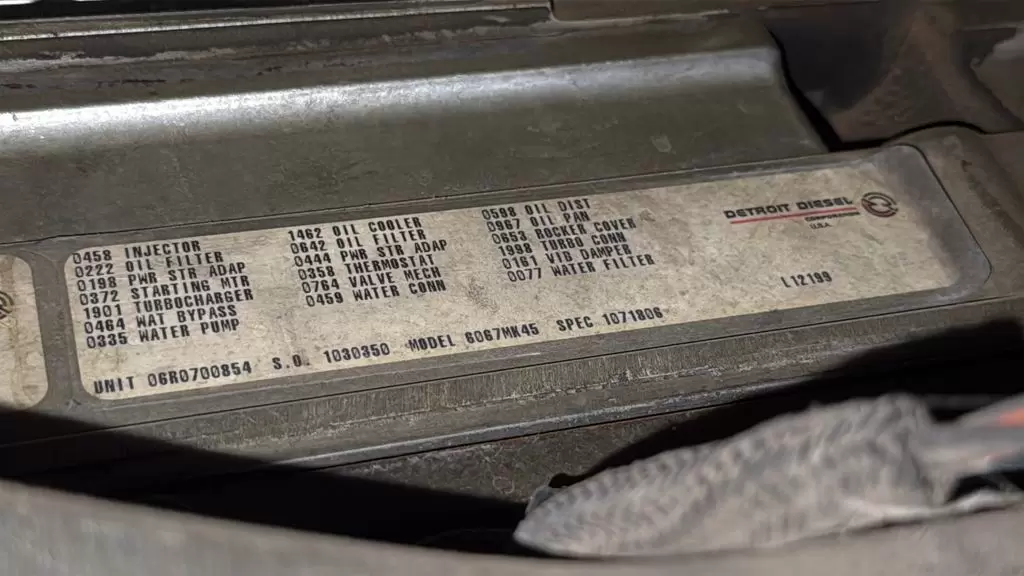 0458 INJECTOR
0222 OIL FILTER
0198 PWR STR ADAP
0372 STARTING MTR
1901 TURBOCHARGER
0464 WAT BYPASS
0335 WATER PUMP
1462 OIL COOLER
0642 OIL FILTER
0444 PWR STR ADAP
0358 THERMOSTAT
0764 VALVE MECH
0459 WATER CONN
0598 OIL DIST
0967 OIL PAN
0653 ROCKER COVER
1998 TURBO CONN
0161 VIB DAMPER
0077 WATER FILTER
DETROIT DIESEL
CORPORATION
U.S.A.
L12199
UNIT 06R0700854 S.O. 1030350 MODEL 6067MK45 SPEC 1071806